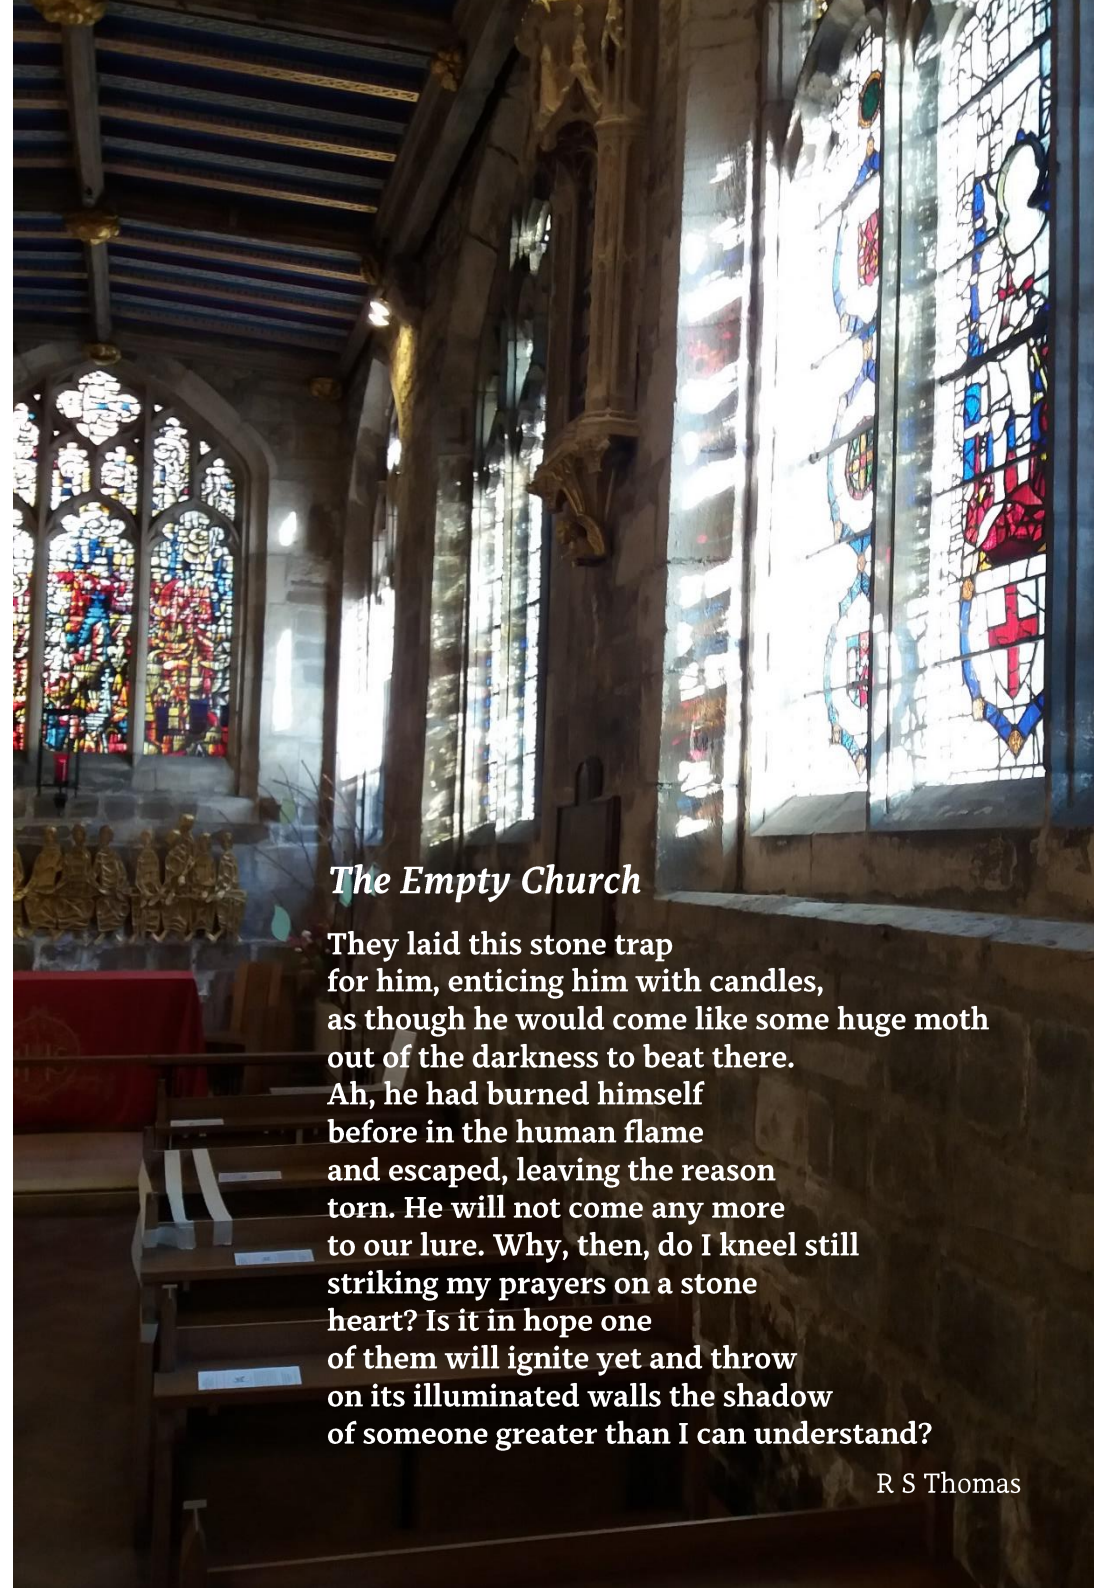 The Empty Church
They laid this stone trap
for him, enticing him with candles,
as though he would come like some huge moth
out of the darkness to beat there.
Ah, he had burned himself
before in the human flame
and escaped, leaving the reason
torn. He will not come any more
to our lure. Why, then, do I kneel still
striking my prayers on a stone
heart? Is it in hope one
of them will ignite yet and throw
on its illuminated walls the shadow
of someone greater than I can understand?
R S Thomas